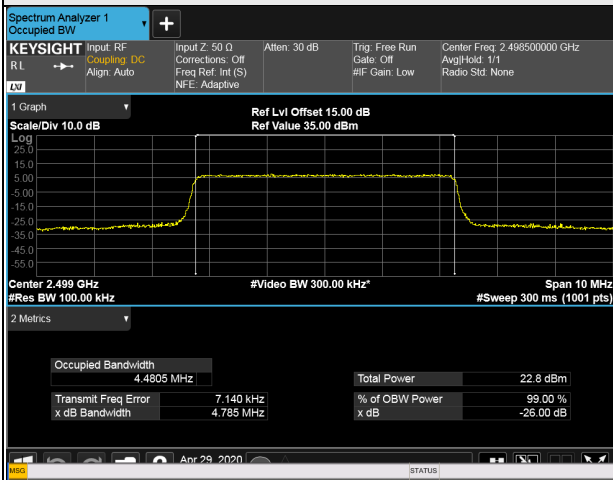 Spectrum Analyzer 1
Occupied BW
+
KEYSIGHT
R L
LXI
Input: RF
Coupling: DC
Align: Auto
Input Z: 50 Ω
Corrections: Off
Freq Ref: Int (S)
NFE: Adaptive
Atten: 30 dB
Trig: Free Run
Gate: Off
#IF Gain: Low
Center Freq: 2.498500000 GHz
Avg|Hold: 1/1
Radio Std: None
1 Graph
Scale/Div 10.0 dB
Ref Lvl Offset 15.00 dB
Ref Value 35.00 dBm
Log
25.0
15.0
5.00
-5.00
-15.0
-25.0
-35.0
-45.0
-55.0
Center 2.499 GHz
#Video BW 300.00 kHz*
Span 10 MHz
#Res BW 100.00 kHz
#Sweep 300 ms (1001 pts)
2 Metrics
Occupied Bandwidth
4.4805 MHz
Total Power 22.8 dBm
Transmit Freq Error 7.140 kHz
% of OBW Power 99.00 %
x dB Bandwidth 4.785 MHz
x dB -26.00 dB
Apr 29, 2020
MSG
STATUS